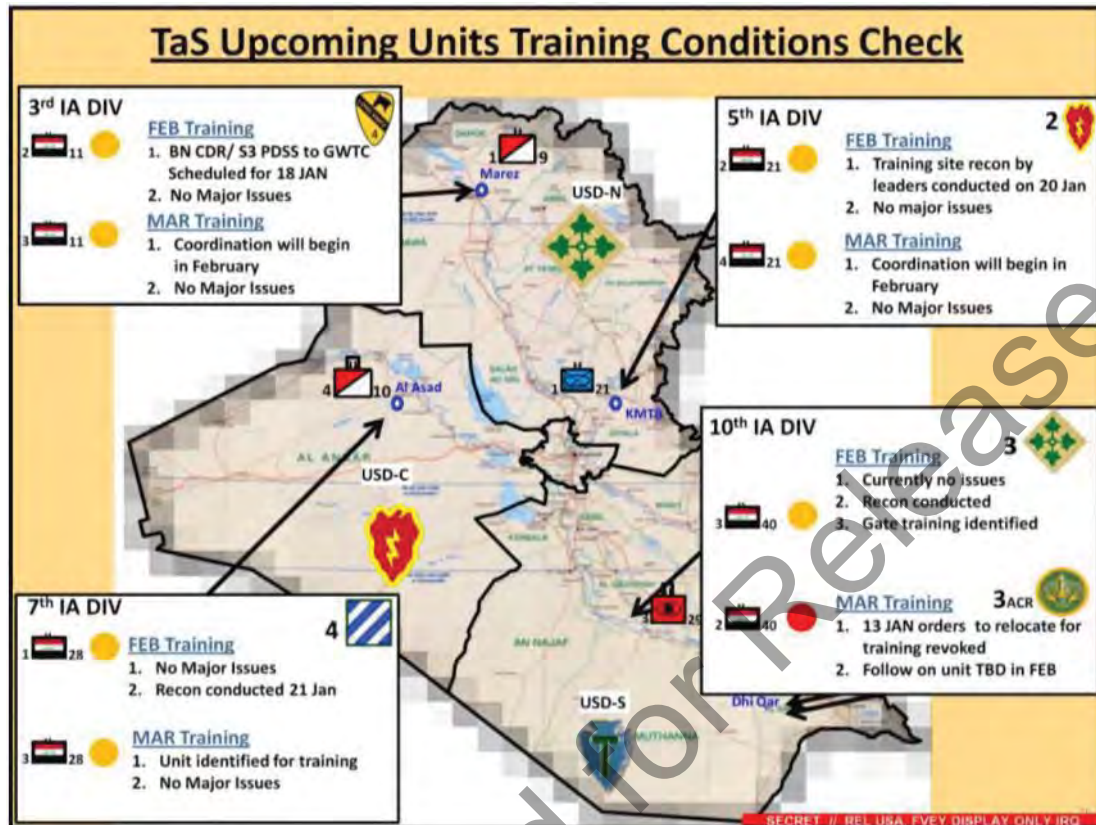 TaS Upcoming Units Training Conditions Check
3rd IA DIV
4
2 11
FEB Training
1. BN CDR/ S3 PDSS to GWTC
Scheduled for 18 JAN
2. No Major Issues
3 11
MAR Training
1. Coordination will begin
in February
2. No Major Issues
5th IA DIV
2
2 21
FEB Training
1. Training site recon by
leaders conducted on 20 Jan
2. No major issues
4 21
MAR Training
1. Coordination will begin in
February
2. No Major Issues
1 9
Marez
USD-N
4 10
Al Asad
1 21
KMTB
AL ANBAR
USD-C
KARBALA
29
AN NAJAF
USD-S
MUTHANNA
Dhi Qar
10th IA DIV
3
3 40
FEB Training
1. Currently no issues
2. Recon conducted
3. Gate training identified
3ACR
2 40
MAR Training
1. 13 JAN orders to relocate for
training revoked
2. Follow on unit TBD in FEB
7th IA DIV
4
1 28
FEB Training
1. No Major Issues
2. Recon conducted 21 Jan
3 28
MAR Training
1. Unit identified for training
2. No Major Issues
for Release
SECRET // REL USA, FVEY DISPLAY ONLY IRQ